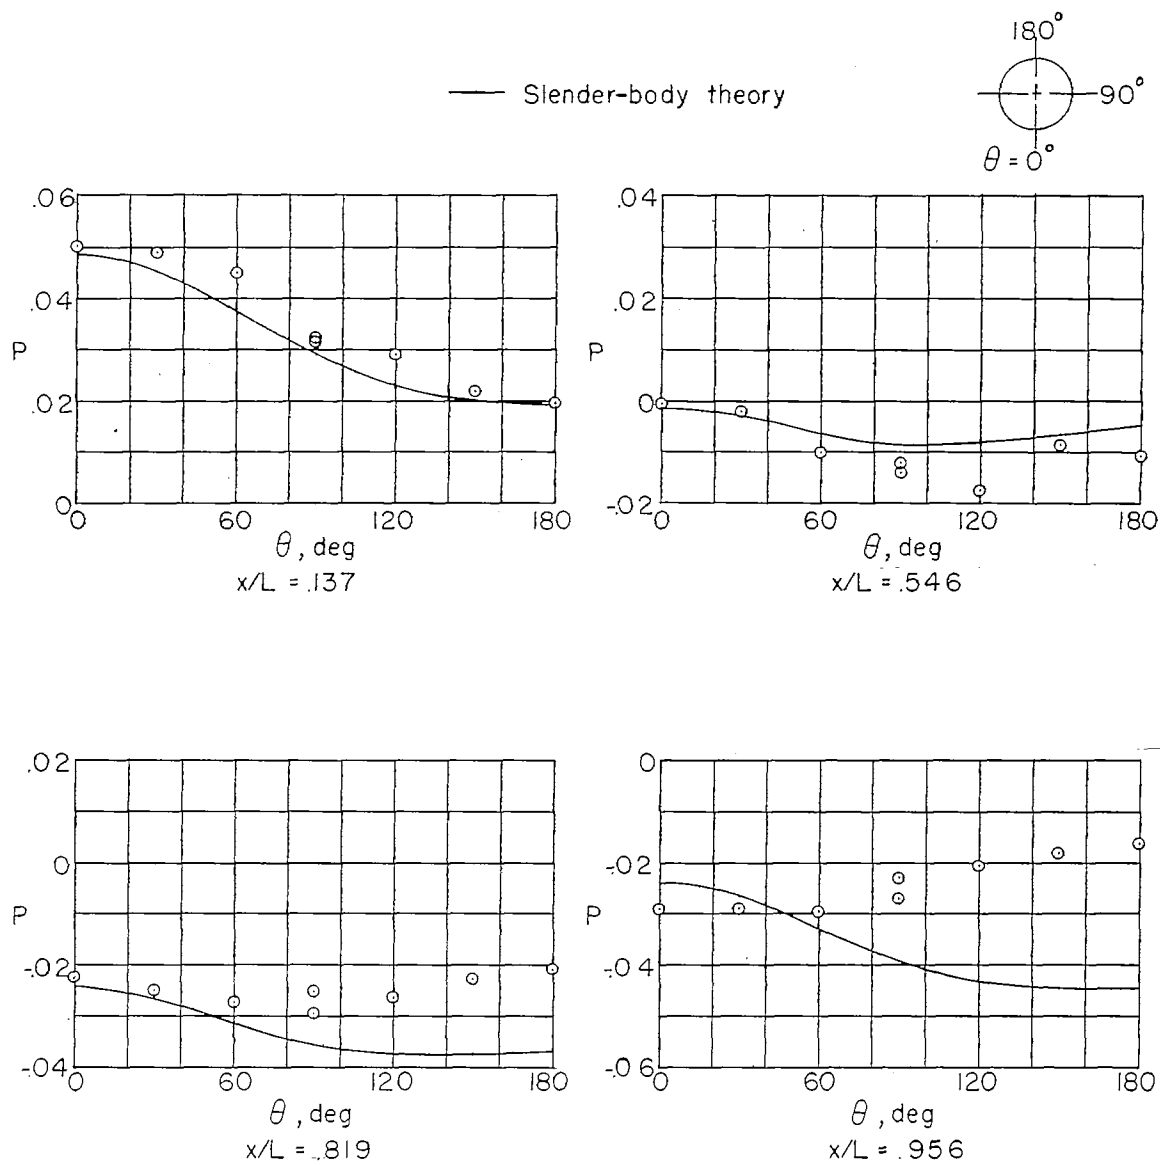 180°
Slender-body theory
90°
θ = 0°
.06
.04
P
.02
0
0 60 120 180
θ, deg
x/L = .137
.04
.02
P
0
-.02
0 60 120 180
θ, deg
x/L = .546
.02
0
P
-.02
-.04
0 60 120 180
θ, deg
x/L = .819
0
-.02
P
-.04
-.06
0 60 120 180
θ, deg
x/L = .956